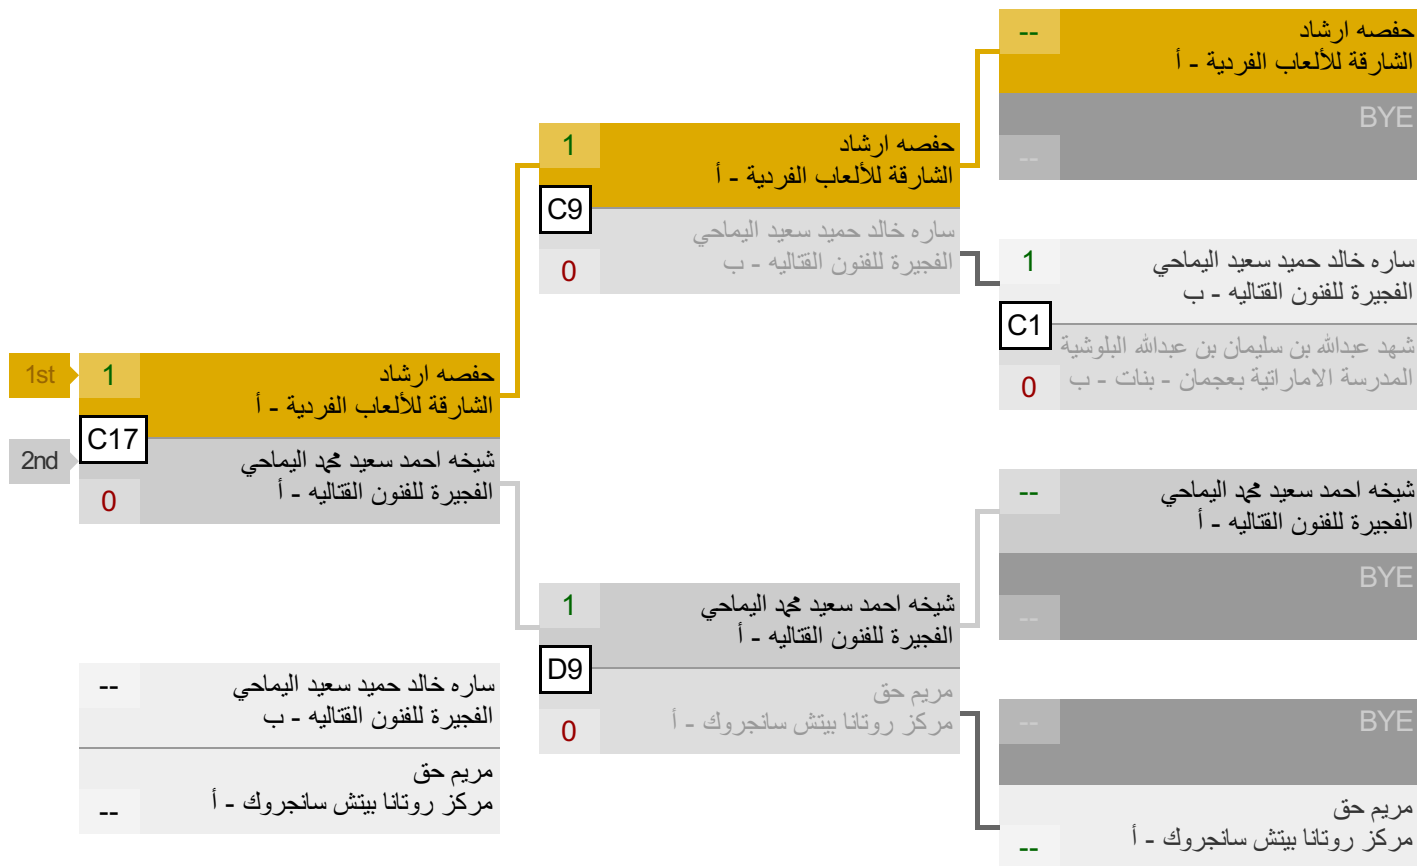 --
حفصه ارشاد
الشارقة للألعاب الفردية - أ
BYE
--
1
حفصه ارشاد
الشارقة للألعاب الفردية - أ
C9
ساره خالد حميد سعيد اليماحي
الفجيرة للفنون القتاليه - ب
0
1
ساره خالد حميد سعيد اليماحي
الفجيرة للفنون القتاليه - ب
C1
شهد عبدالله بن سليمان بن عبدالله البلوشية
المدرسة الاماراتية بعجمان - بنات - ب
0
1st
1
حفصه ارشاد
الشارقة للألعاب الفردية - أ
C17
2nd
شيخه احمد سعيد محمد اليماحي
الفجيرة للفنون القتاليه - أ
0
--
شيخه احمد سعيد محمد اليماحي
الفجيرة للفنون القتاليه - أ
BYE
--
1
شيخه احمد سعيد محمد اليماحي
الفجيرة للفنون القتاليه - أ
D9
مريم حق
مركز روتانا بيتش سانجروك - أ
0
--
ساره خالد حميد سعيد اليماحي
الفجيرة للفنون القتاليه - ب
مريم حق
مركز روتانا بيتش سانجروك - أ
--
--
BYE
مريم حق
مركز روتانا بيتش سانجروك - أ
--